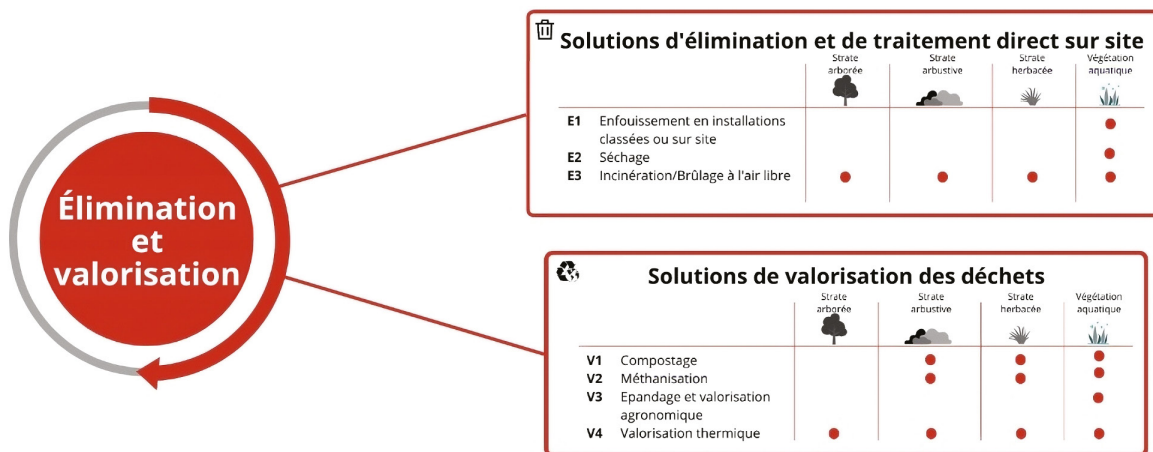 Élimination
et
valorisation
Solutions d'élimination et de traitement direct sur site
Strate arborée
Strate arbustive
Strate herbacée
Végétation aquatique
E1 Enfouissement en installations
classées ou sur site
E2 Séchage
E3 Incinération/Brûlage à l'air libre
Solutions de valorisation des déchets
Strate arborée
Strate arbustive
Strate herbacée
Végétation aquatique
V1 Compostage
V2 Méthanisation
V3 Epandage et valorisation
agronomique
V4 Valorisation thermique